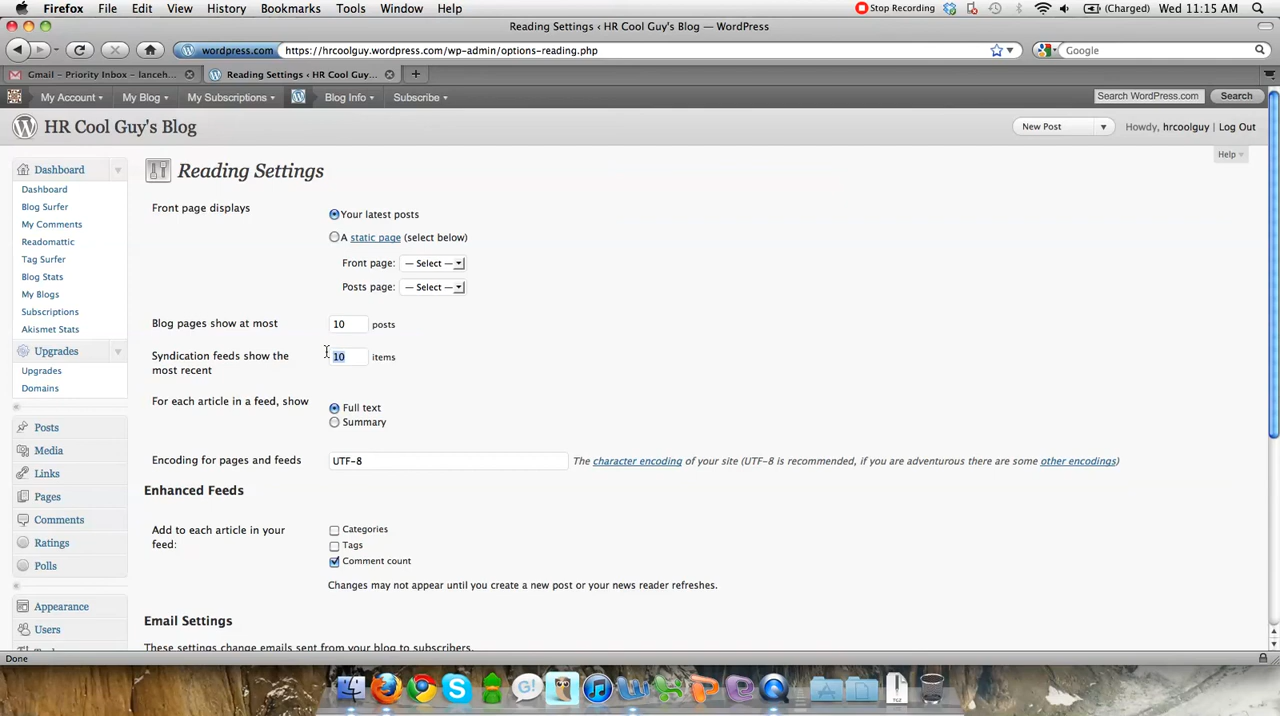 Firefox File Edit View History Bookmarks Tools Window Help Stop Recording (Charged) Wed 11:15 AM
Reading Settings ‹ HR Cool Guy's Blog — WordPress
wordpress.com https://hrcoolguy.wordpress.com/wp-admin/options-reading.php Google
Gmail – Priority Inbox – lanceh... Reading Settings ‹ HR Cool Guy...
My Account My Blog My Subscriptions Blog Info Subscribe Search WordPress.com Search
HR Cool Guy's Blog New Post Howdy, hrcoolguy | Log Out
Help
Reading Settings
Dashboard
Dashboard
Blog Surfer
My Comments
Readomattic
Tag Surfer
Blog Stats
My Blogs
Subscriptions
Akismet Stats
Upgrades
Upgrades
Domains
Posts
Media
Links
Pages
Comments
Ratings
Polls
Appearance
Users
Front page displays
Your latest posts
A static page (select below)
Front page: — Select —
Posts page: — Select —
Blog pages show at most 10 posts
Syndication feeds show the most recent 10 items
For each article in a feed, show
Full text
Summary
Encoding for pages and feeds UTF-8 The character encoding of your site (UTF-8 is recommended, if you are adventurous there are some other encodings)
Enhanced Feeds
Add to each article in your feed:
Categories
Tags
Comment count
Changes may not appear until you create a new post or your news reader refreshes.
Email Settings
These settings change emails sent from your blog to subscribers.
Done